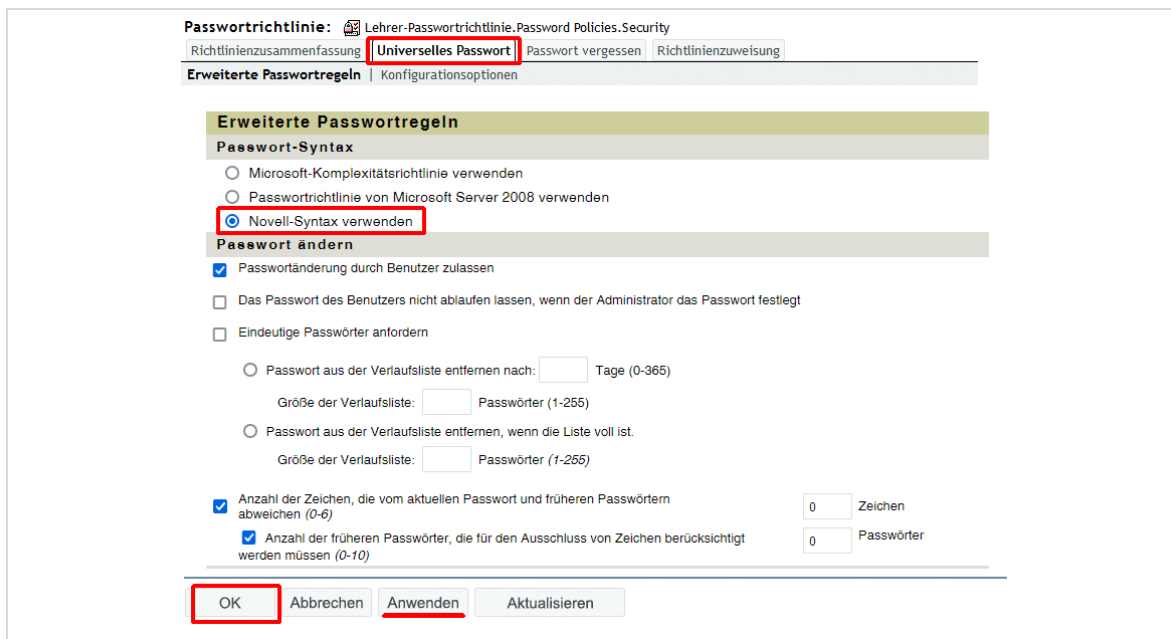 Passwortrichtlinie: Lehrer-Passwortrichtlinie.Password Policies.Security
Richtlinienzusammenfassung Universelles Passwort Passwort vergessen Richtlinienzuweisung
Erweiterte Passwortregeln | Konfigurationsoptionen
Erweiterte Passwortregeln
Passwort-Syntax
Microsoft-Komplexitätsrichtlinie verwenden
Passwortrichtlinie von Microsoft Server 2008 verwenden
Novell-Syntax verwenden
Passwort ändern
Passwortänderung durch Benutzer zulassen
Das Passwort des Benutzers nicht ablaufen lassen, wenn der Administrator das Passwort festlegt
Eindeutige Passwörter anfordern
Passwort aus der Verlaufsliste entfernen nach: Tage (0-365)
Größe der Verlaufsliste: Passwörter (1-255)
Passwort aus der Verlaufsliste entfernen, wenn die Liste voll ist.
Größe der Verlaufsliste: Passwörter (1-255)
Anzahl der Zeichen, die vom aktuellen Passwort und früheren Passwörtern
abweichen (0-6) 0 Zeichen
Anzahl der früheren Passwörter, die für den Ausschluss von Zeichen berücksichtigt
werden müssen (0-10) 0 Passwörter
OK Abbrechen Anwenden Aktualisieren